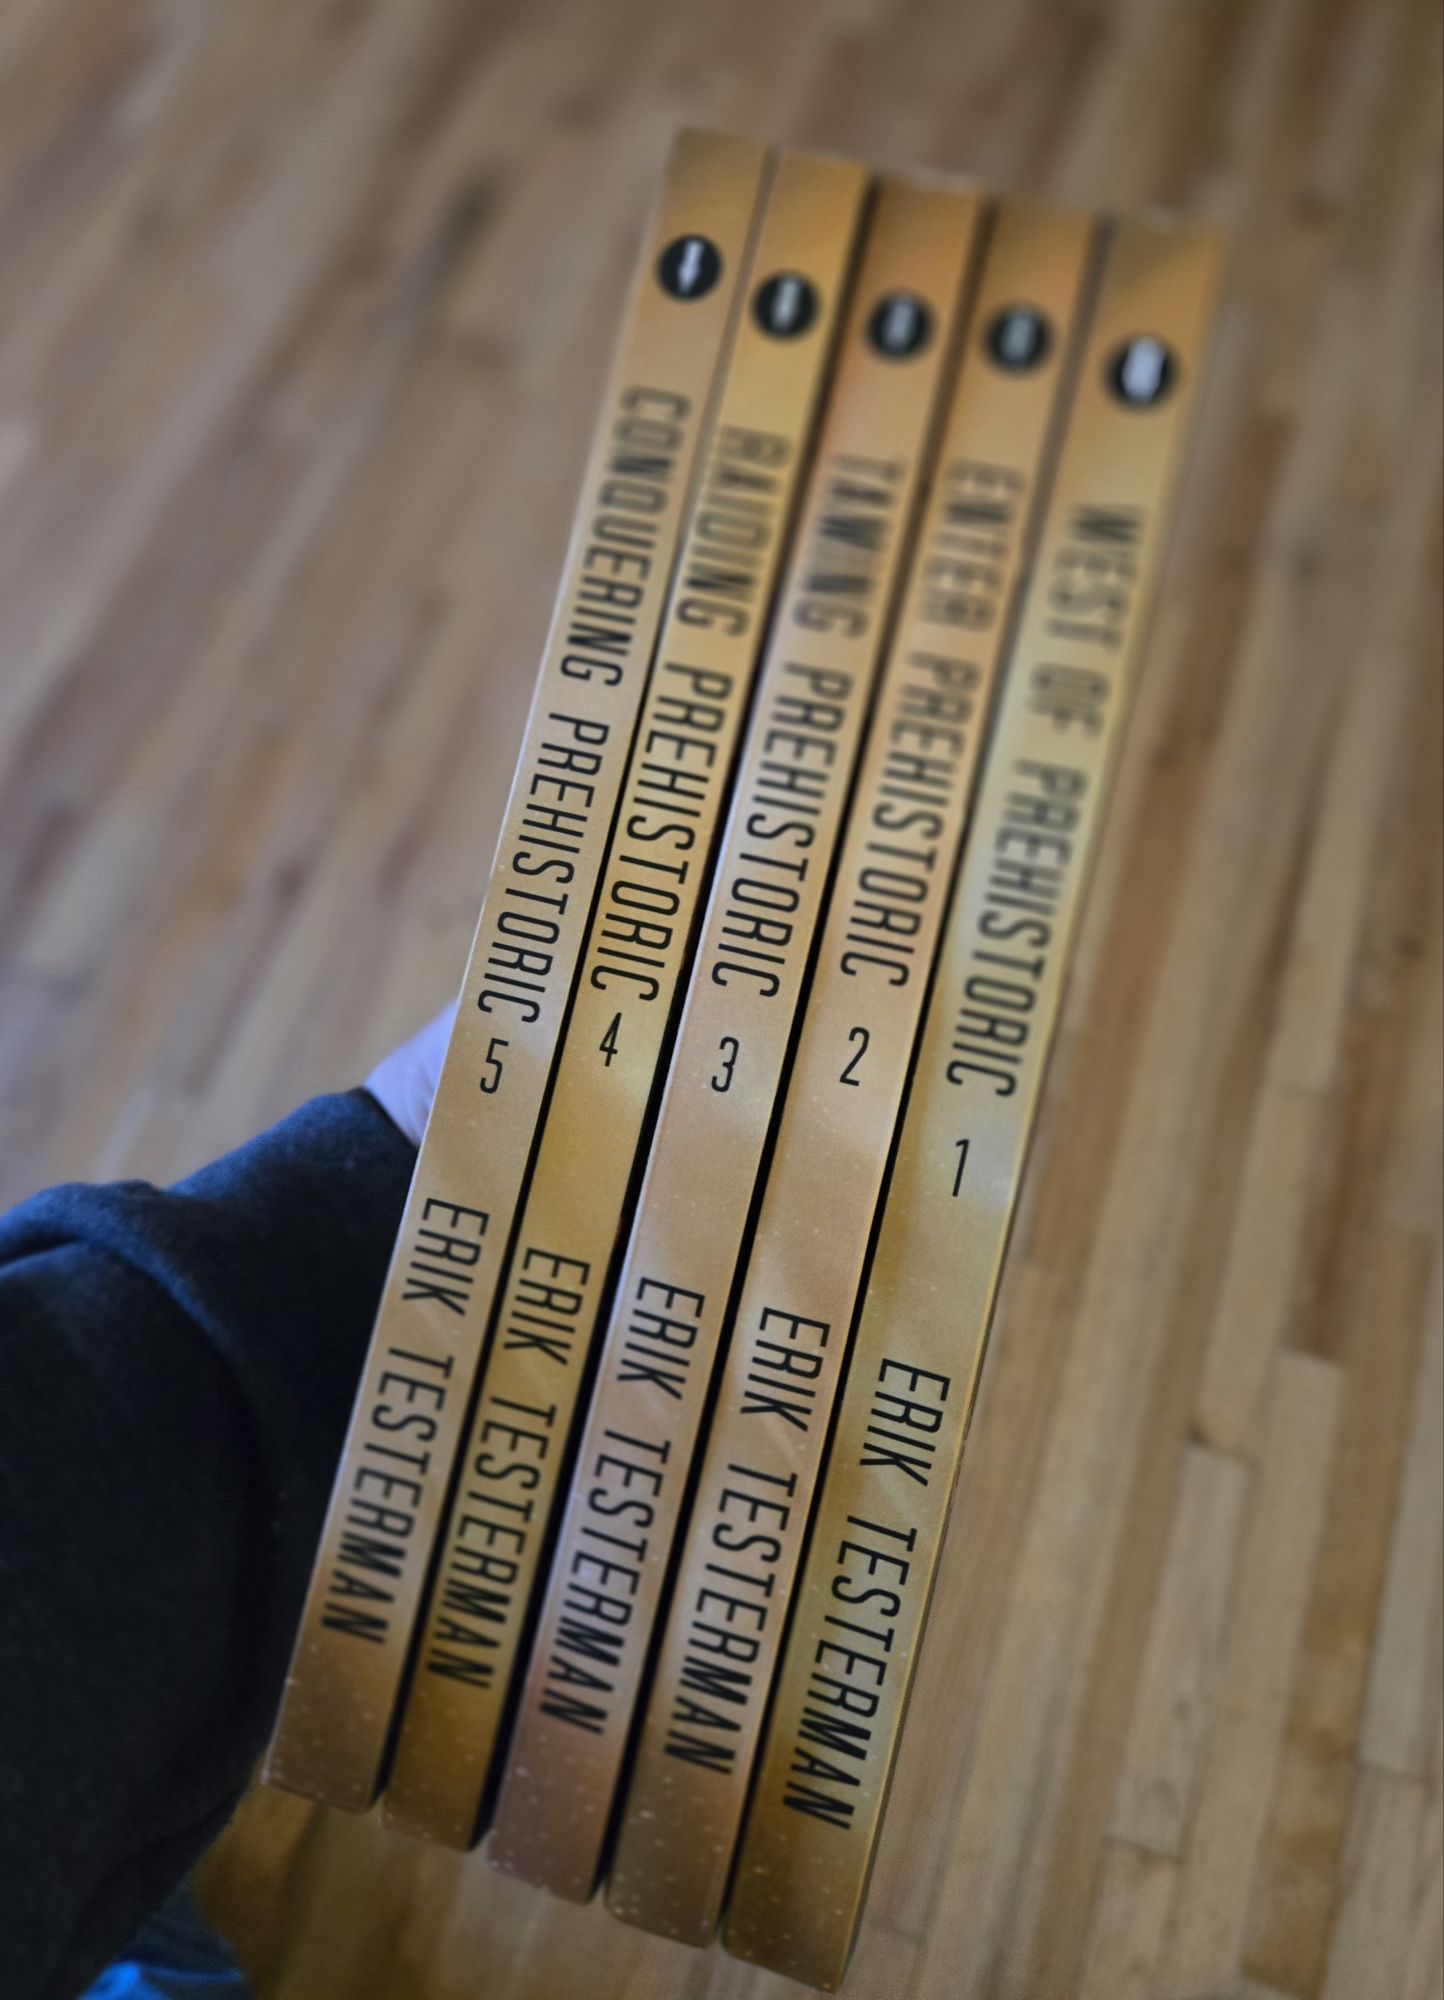 CONQUERING PREHISTORIC 5 ERIK TESTERMAN
RAIDING PREHISTORIC 4 ERIK TESTERMAN
TAWING PREHISTORIC 3 ERIK TESTERMAN
ENTER PREHISTORIC 2 ERIK TESTERMAN
WEST OF PREHISTORIC 1 ERIK TESTERMAN